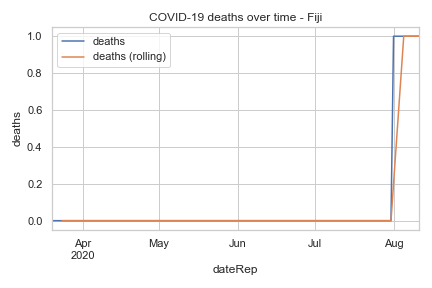 COVID-19 deaths over time - Fiji
deaths
deaths (rolling)
1.0
0.8
0.6
0.4
0.2
0.0
deaths
Apr
2020
May
Jun
Jul
Aug
dateRep